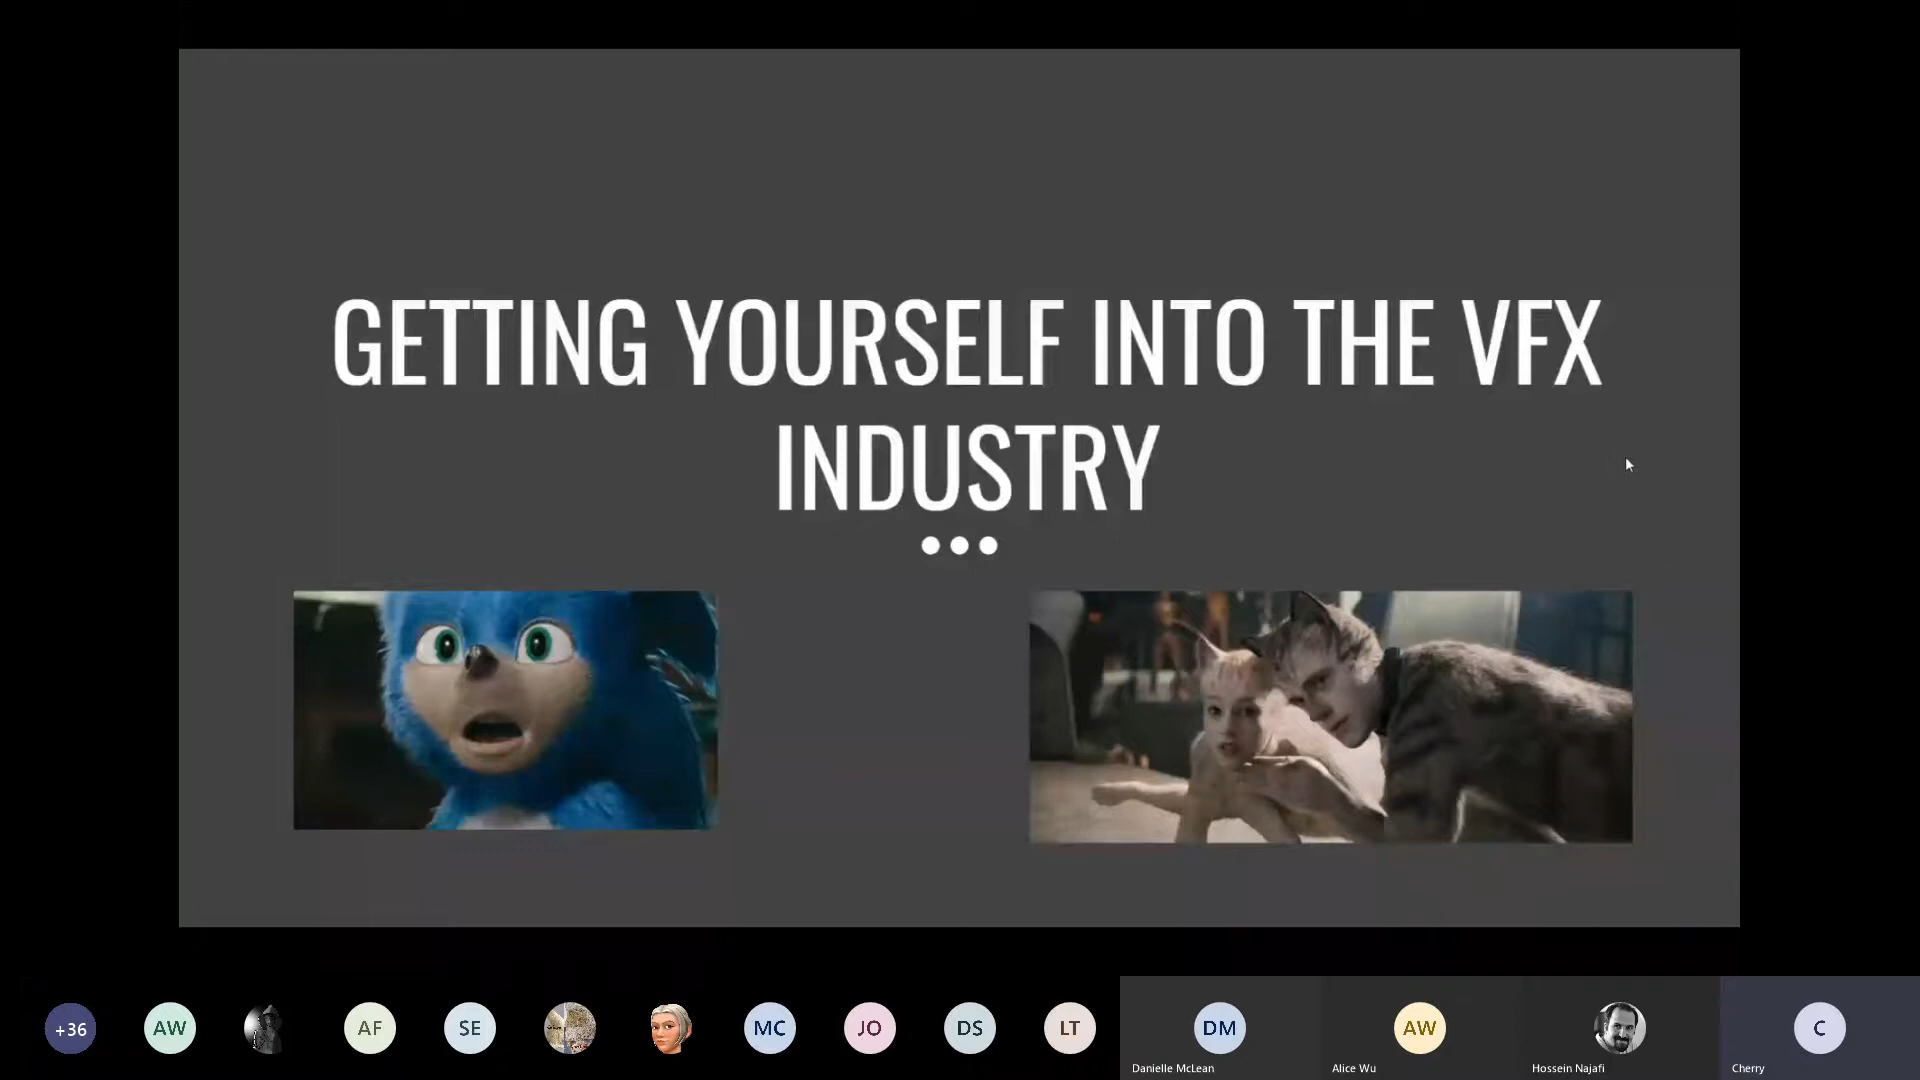 GETTING YOURSELF INTO THE VFX
INDUSTRY
+36
AW
AF
SE
MC
JO
DS
LT
DM
AW
C
Danielle McLean
Alice Wu
Hossein Najafi
Cherry